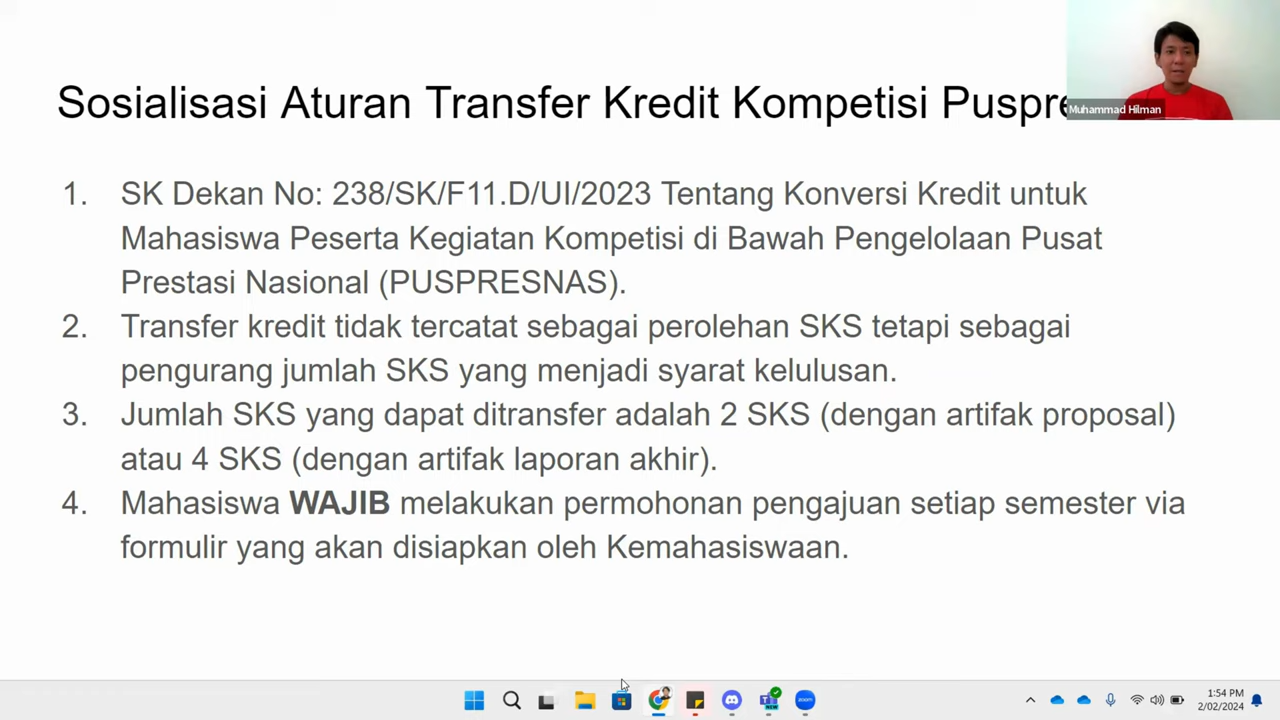 Sosialisasi Aturan Transfer Kredit Kompetisi
Muhammad Hilman
1. SK Dekan No: 238/SK/F11.D/UI/2023 Tentang Konversi Kredit untuk
Mahasiswa Peserta Kegiatan Kompetisi di Bawah Pengelolaan Pusat
Prestasi Nasional (PUSPRESNAS).
2. Transfer kredit tidak tercatat sebagai perolehan SKS tetapi sebagai
pengurang jumlah SKS yang menjadi syarat kelulusan.
3. Jumlah SKS yang dapat ditransfer adalah 2 SKS (dengan artifak proposal)
atau 4 SKS (dengan artifak laporan akhir).
4. Mahasiswa WAJIB melakukan permohonan pengajuan setiap semester via
formulir yang akan disiapkan oleh Kemahasiswaan.
NEW
zoom
1:54 PM
2/02/2024